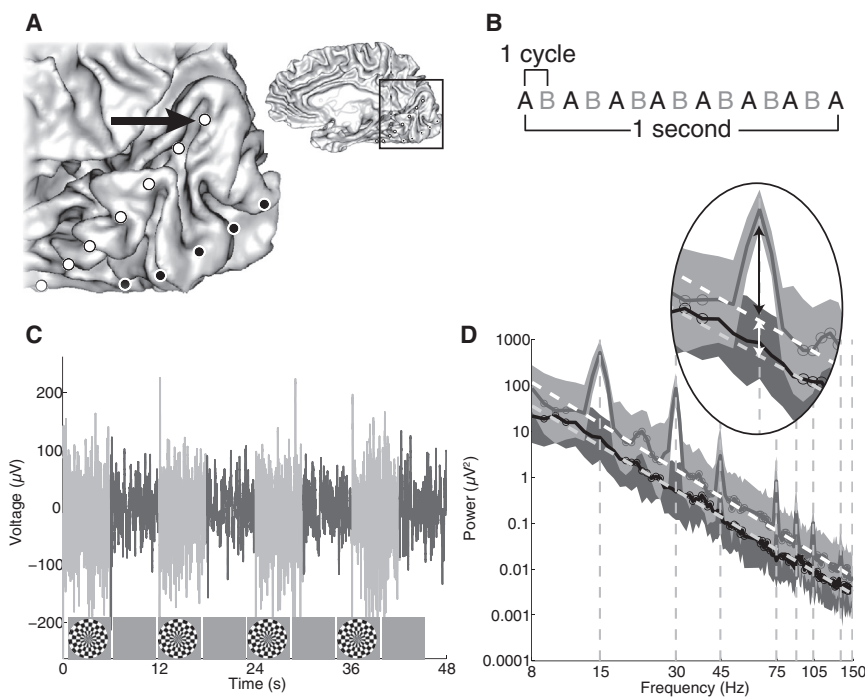 A
B
1 cycle
A B A B A B A B A B A B A
1 second
C
Voltage (µV)
200
100
0
−100
−200
0 12 24 36 48
Time (s)
D
Power (µV²)
1000
100
10
1
0.1
0.01
0.001
0.0001
8 15 30 45 75 105 150
Frequency (Hz)